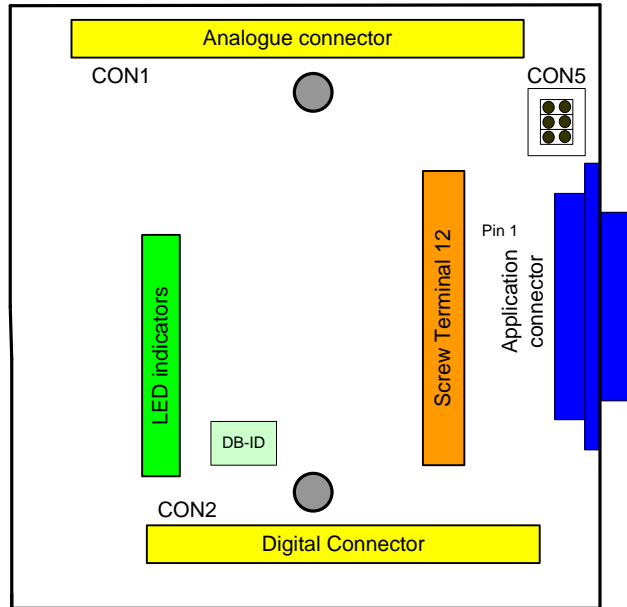 Analogue connector
CON1
CON5
Pin 1
Application
connector
Screw Terminal 12
LED indicators
DB-ID
CON2
Digital Connector